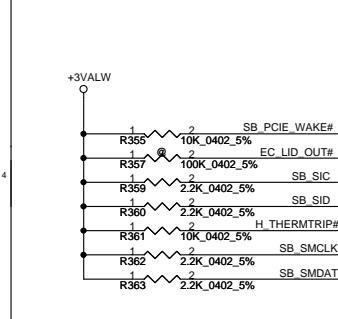 +3VALW
1 2 SB_PCIE_WAKE#
R355 10K_0402_5%
1 @ 2 EC_LID_OUT#
R357 100K_0402_5%
1 2 SB_SIC
R359 2.2K_0402_5%
4
1 2 SB_SID
R360 2.2K_0402_5%
1 2 H_THERMTRIP#
R361 10K_0402_5%
1 2 SB_SMCLK
R362 2.2K_0402_5%
1 2 SB_SMDAT
R363 2.2K_0402_5%